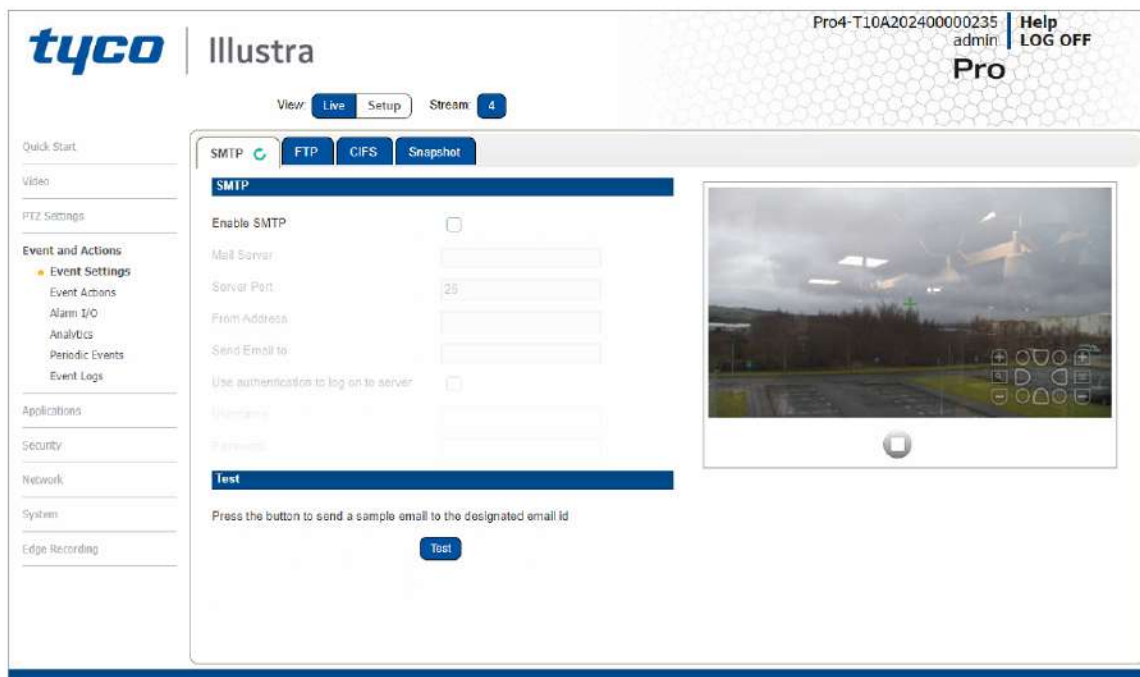 tyco Illustra
Pro4-T10A202400000235 Help
admin LOG OFF
Pro
View: Live Setup Stream: 4
Quick Start
Video
PTZ Settings
Event and Actions
Event Settings
Event Actions
Alarm I/O
Analytics
Periodic Events
Event Logs
Applications
Security
Network
System
Edge Recording
SMTP FTP CIFS Snapshot
SMTP
Enable SMTP
Mail Server
Server Port 25
From Address
Send Email to
Use authentication to log on to server
Username
Password
Test
Press the button to send a sample email to the designated email id
Test